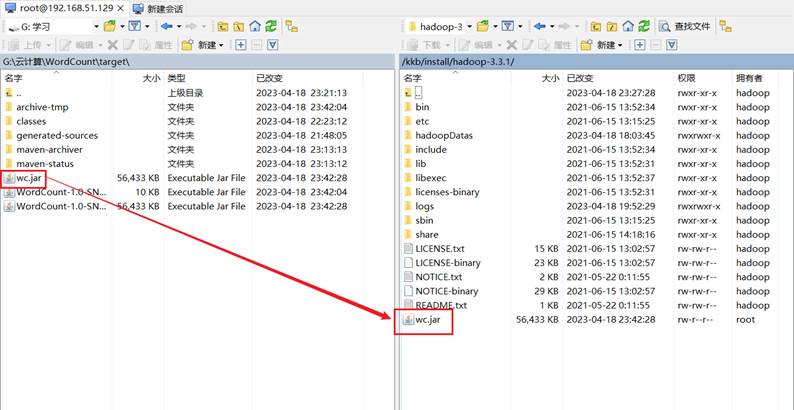 root@192.168.51.129 × 新建会话
G: 学习
上传 编辑 属性 新建
G:\云计算\WordCount\target\
名字 大小 类型 已改变
.. 上级目录 2023-04-18 23:21:13
archive-tmp 文件夹 2023-04-18 23:42:04
classes 文件夹 2023-04-18 22:23:12
generated-sources 文件夹 2023-04-18 21:48:05
maven-archiver 文件夹 2023-04-18 23:13:13
maven-status 文件夹 2023-04-18 23:13:12
wc.jar 56,433 KB Executable Jar File 2023-04-18 23:42:28
WordCount-1.0-SN... 10 KB Executable Jar File 2023-04-18 23:42:04
WordCount-1.0-SN... 56,433 KB Executable Jar File 2023-04-18 23:42:28
hadoop-3 查找文件
下载 编辑 属性 新建
/kkb/install/hadoop-3.3.1/
名字 大小 已改变 权限 拥有者
.. 2023-04-18 23:27:28 rwxr-xr-x hadoop
bin 2021-06-15 13:52:34 rwxr-xr-x hadoop
etc 2021-06-15 13:15:25 rwxr-xr-x hadoop
hadoopDatas 2023-04-18 18:03:45 rwxrwxr-x hadoop
include 2021-06-15 13:52:34 rwxr-xr-x hadoop
lib 2021-06-15 13:52:31 rwxr-xr-x hadoop
libexec 2021-06-15 13:52:37 rwxr-xr-x hadoop
licenses-binary 2021-06-15 13:52:31 rwxr-xr-x hadoop
logs 2023-04-18 19:52:29 rwxrwxr-x hadoop
sbin 2021-06-15 13:15:25 rwxr-xr-x hadoop
share 2021-06-15 14:18:16 rwxr-xr-x hadoop
LICENSE.txt 15 KB 2021-06-15 13:02:57 rw-rw-r-- hadoop
LICENSE-binary 23 KB 2021-06-15 13:02:57 rw-rw-r-- hadoop
NOTICE.txt 2 KB 2021-05-22 0:11:55 rw-rw-r-- hadoop
NOTICE-binary 29 KB 2021-06-15 13:02:57 rw-rw-r-- hadoop
README.txt 1 KB 2021-05-22 0:11:55 rw-rw-r-- hadoop
wc.jar 56,433 KB 2023-04-18 23:42:28 rw-r--r-- root